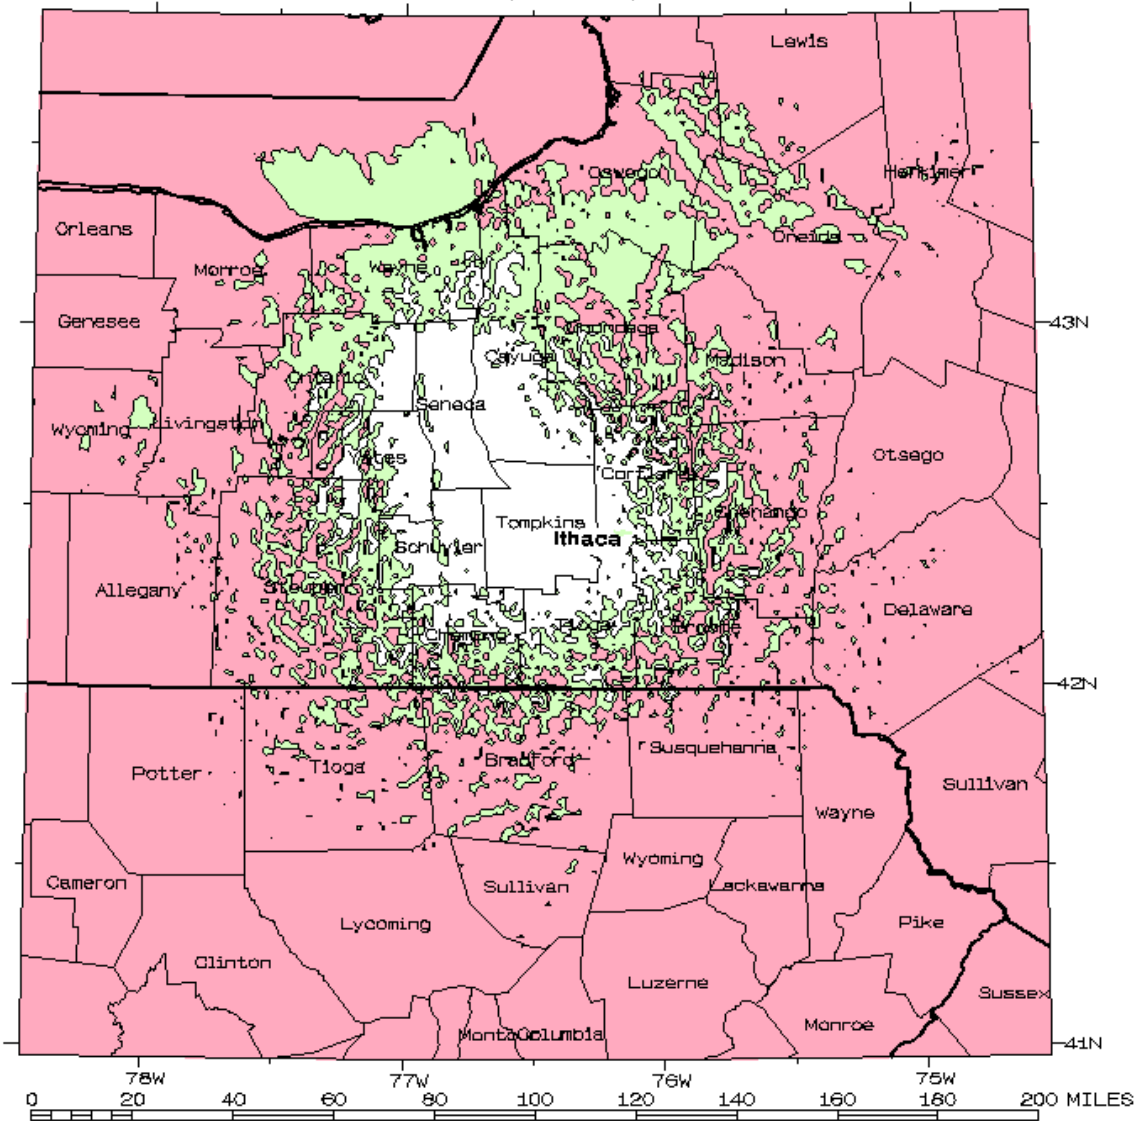 Lewis
Oswego
Herkimer
Orleans
Oneida
Monroe
Wayne
Genesee
43N
Onondaga
Cayuga
Madison
Ontario
Seneca
Wyoming
Livingston
Yates
Otsego
Cortland
Chenango
Tompkins
Ithaca
Schuyler
Allegany
Steuben
Delaware
Tioga
Broome
Chemung
42N
Susquehanna
Bradford
Tioga
Potter
Sullivan
Wayne
Wyoming
Cameron
Sullivan
Lackawanna
Lycoming
Pike
Clinton
Luzerne
Sussex
Monroe
Columbia
41N
78W 77W 76W 75W
0 20 40 60 80 100 120 140 160 180 200 MILES